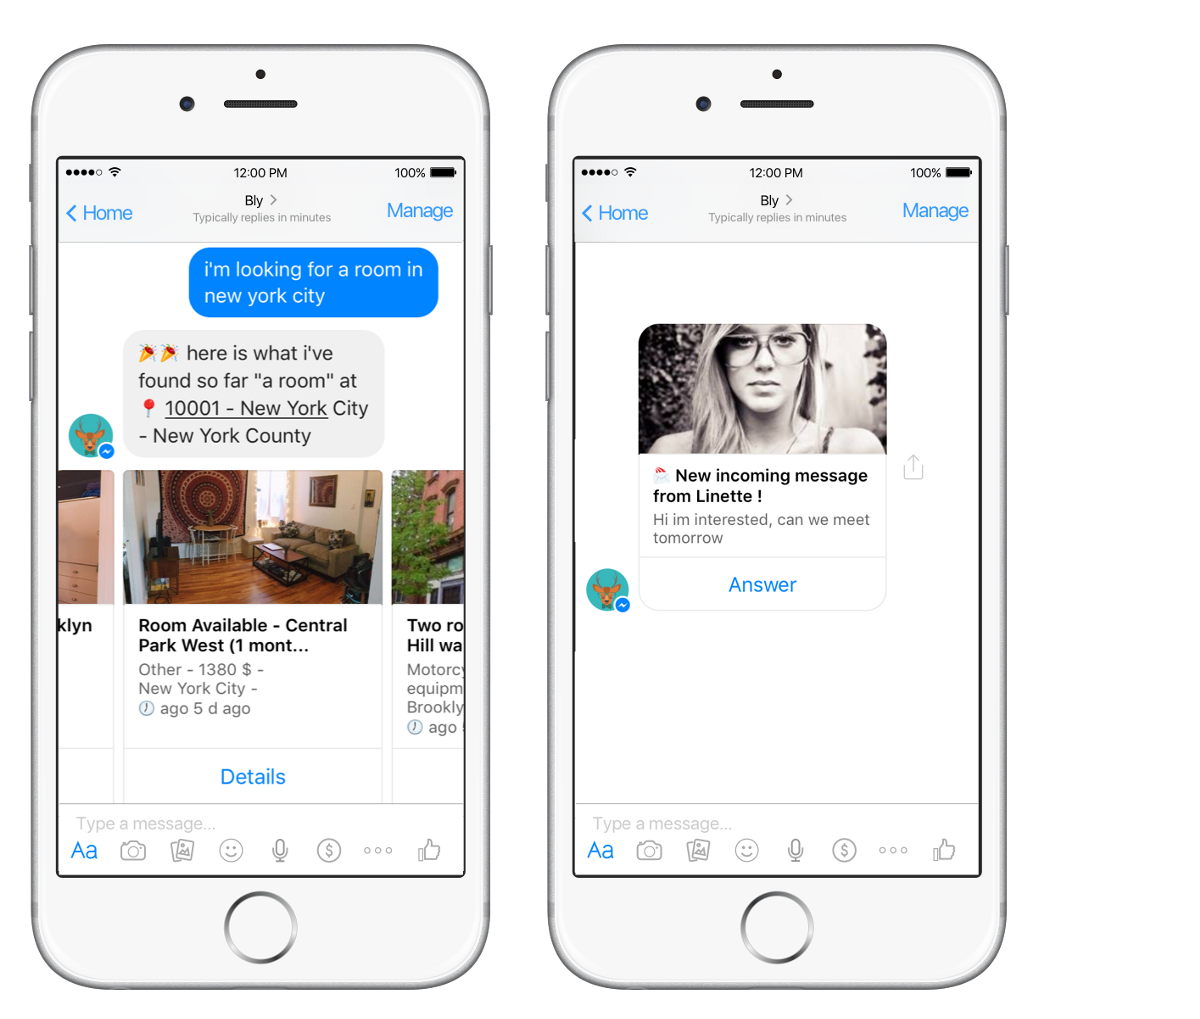 12:00 PM
100%
Home
Bly
Typically replies in minutes
Manage
i'm looking for a room in
new york city
🎉🎉 here is what i've
found so far "a room" at
📍 10001 - New York City
- New York County
klyn
Room Available - Central
Park West (1 mont...
Other - 1380 $ -
New York City -
🕖 ago 5 d ago
Details
Two ro
Hill wa
Motorcy
equipm
Brookly
🕖 ago
Type a message...
Aa
12:00 PM
100%
Home
Bly
Typically replies in minutes
Manage
📨 New incoming message
from Linette !
Hi im interested, can we meet
tomorrow
Answer
Type a message...
Aa